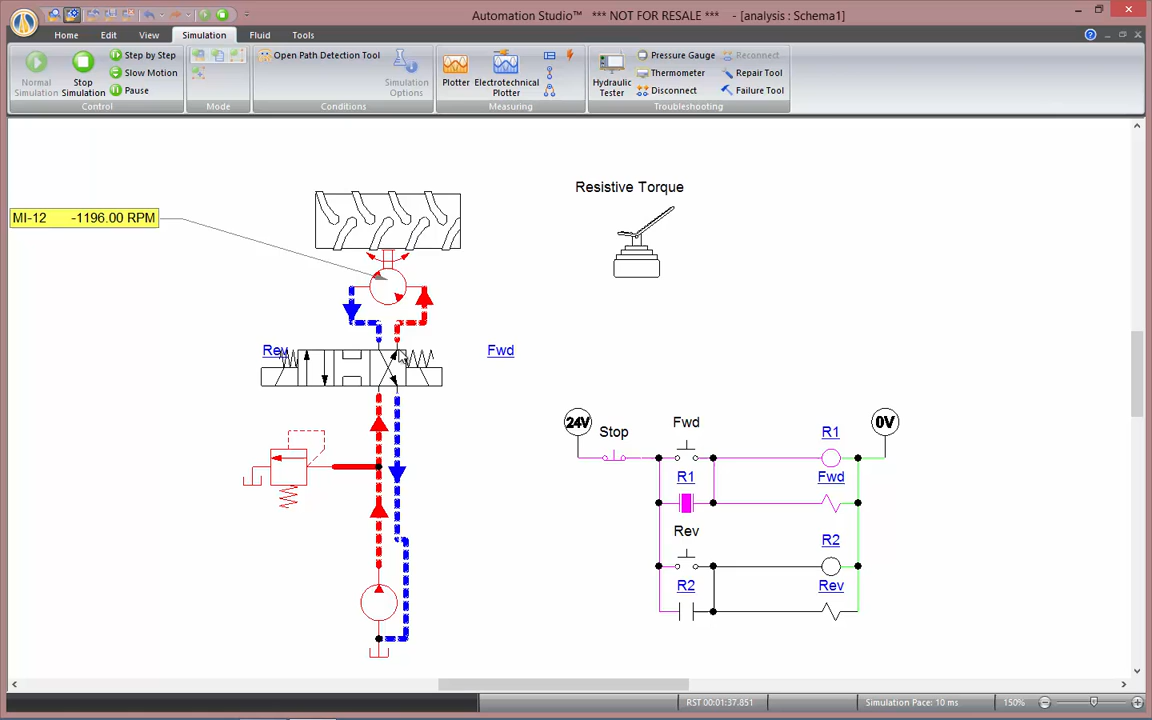 Automation Studio™ *** NOT FOR RESALE *** - [analysis : Schema1]
Home Edit View Simulation Fluid Tools
Normal Simulation
Stop Simulation
Step by Step
Slow Motion
Pause
Control
Mode
Open Path Detection Tool
Simulation Options
Conditions
Plotter
Electrotechnical Plotter
Measuring
Hydraulic Tester
Pressure Gauge
Thermometer
Disconnect
Reconnect
Repair Tool
Failure Tool
Troubleshooting
Resistive Torque
MI-12 -1196.00 RPM
Rev
Fwd
24V
Stop
Fwd
R1
0V
R1
Fwd
Rev
R2
R2
Rev
RST 00:01:37.851
Simulation Pace: 10 ms
150%